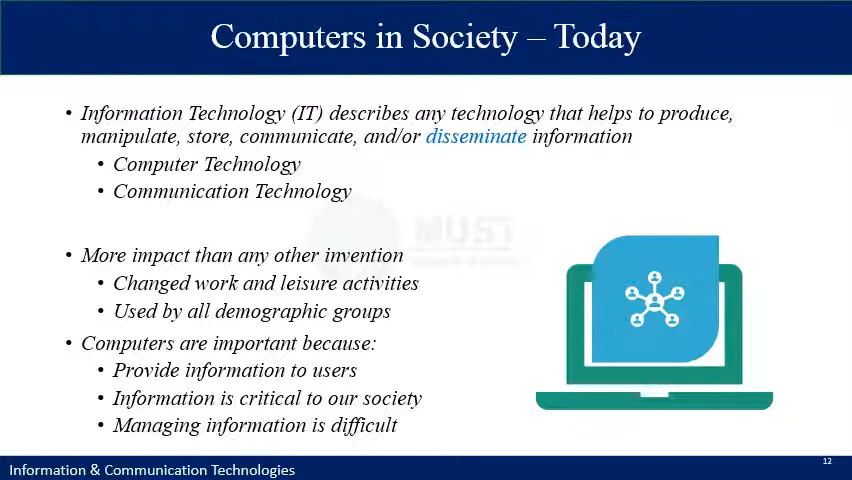 Computers in Society – Today
• Information Technology (IT) describes any technology that helps to produce,
manipulate, store, communicate, and/or disseminate information
• Computer Technology
• Communication Technology
MUST
• More impact than any other invention
• Changed work and leisure activities
• Used by all demographic groups
• Computers are important because:
• Provide information to users
• Information is critical to our society
• Managing information is difficult
Information & Communication Technologies
12